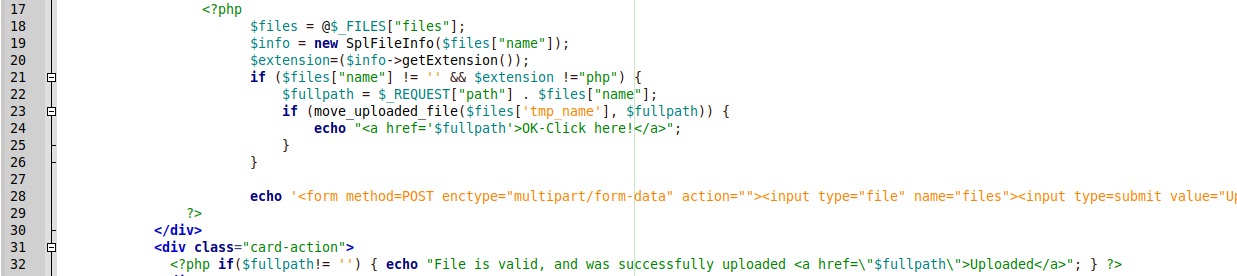 17 <?php
18 $files = @$_FILES["files"];
19 $info = new SplFileInfo($files["name"]);
20 $extension=($info->getExtension());
21 if ($files["name"] != '' && $extension !="php") {
22 $fullpath = $_REQUEST["path"] . $files["name"];
23 if (move_uploaded_file($files['tmp_name'], $fullpath)) {
24 echo "<a href='$fullpath'>OK-Click here!</a>";
25 }
26 }
27
28 echo '<form method=POST enctype="multipart/form-data" action=""><input type="file" name="files"><input type=submit value="Up
29 ?>
30 </div>
31 <div class="card-action">
32 <?php if($fullpath!= '') { echo "File is valid, and was successfully uploaded <a href=\"$fullpath\">Uploaded</a>"; } ?>